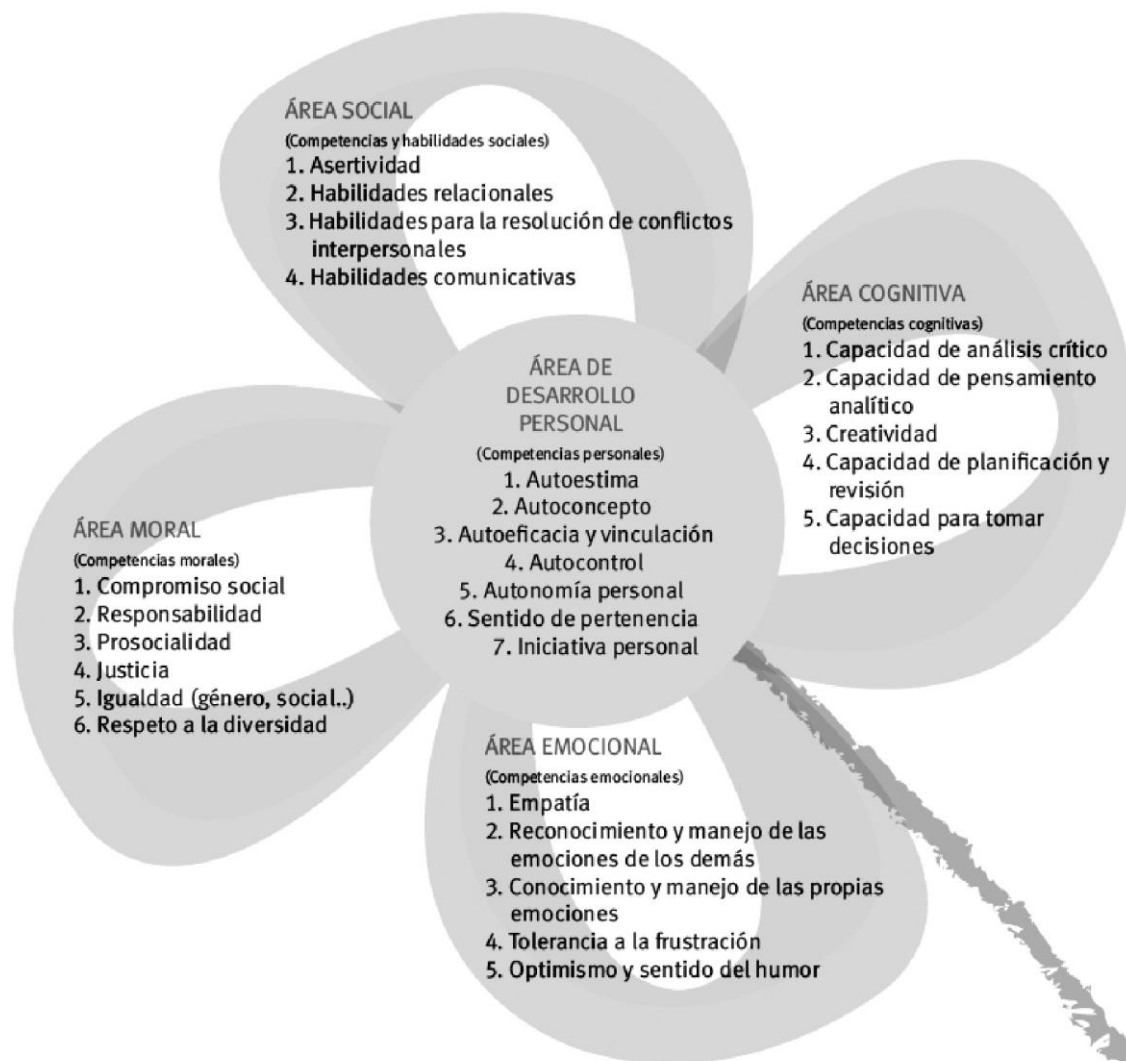 ÁREA SOCIAL
(Competencias y habilidades sociales)
1. Asertividad
2. Habilidades relacionales
3. Habilidades para la resolución de conflictos
interpersonales
4. Habilidades comunicativas
ÁREA COGNITIVA
(Competencias cognitivas)
1. Capacidad de análisis crítico
2. Capacidad de pensamiento
analítico
3. Creatividad
4. Capacidad de planificación y
revisión
5. Capacidad para tomar
decisiones
ÁREA DE
DESARROLLO
PERSONAL
(Competencias personales)
1. Autoestima
2. Autoconcepto
3. Autoeficacia y vinculación
4. Autocontrol
5. Autonomía personal
6. Sentido de pertenencia
7. Iniciativa personal
ÁREA MORAL
(Competencias morales)
1. Compromiso social
2. Responsabilidad
3. Prosocialidad
4. Justicia
5. Igualdad (género, social..)
6. Respeto a la diversidad
ÁREA EMOCIONAL
(Competencias emocionales)
1. Empatía
2. Reconocimiento y manejo de las
emociones de los demás
3. Conocimiento y manejo de las propias
emociones
4. Tolerancia a la frustración
5. Optimismo y sentido del humor